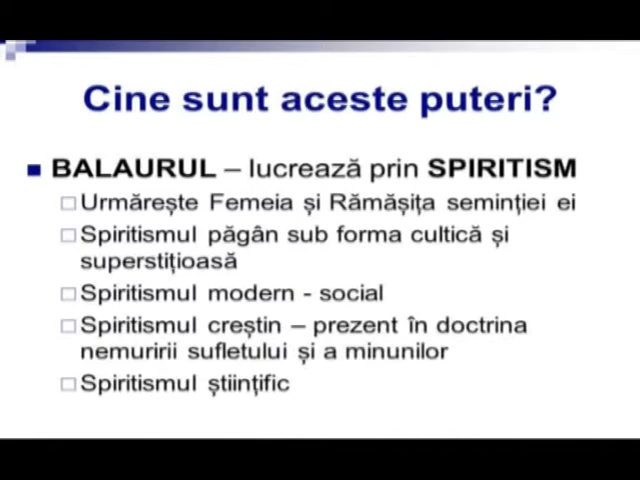 Cine sunt aceste puteri?
BALAURUL – lucrează prin SPIRITISM
Urmărește Femeia și Rămășița seminției ei
Spiritismul păgân sub forma cultică și
superstițioasă
Spiritismul modern - social
Spiritismul creștin – prezent în doctrina
nemuririi sufletului și a minunilor
Spiritismul științific